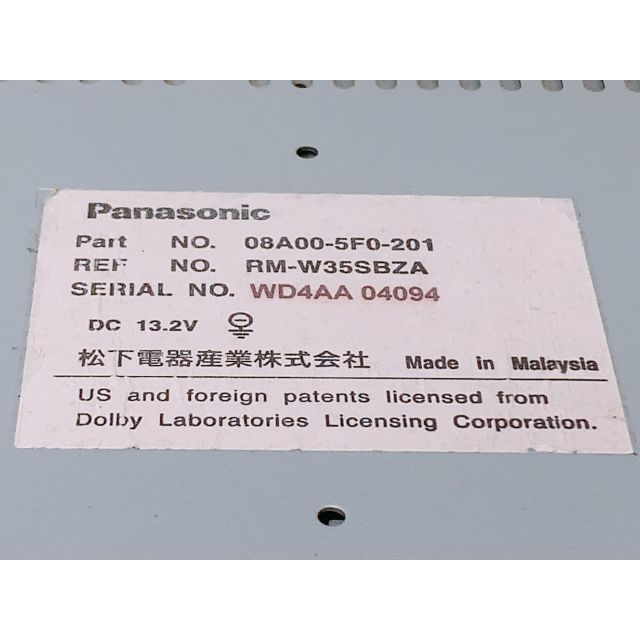 Panasonic
Part NO. 08A00-5F0-201
REF NO. RM-W35SBZA
SERIAL NO. WD4AA 04094
DC 13.2V
松下電器産業株式会社 Made in Malaysia
US and foreign patents licensed from
Dolby Laboratories Licensing Corporation.